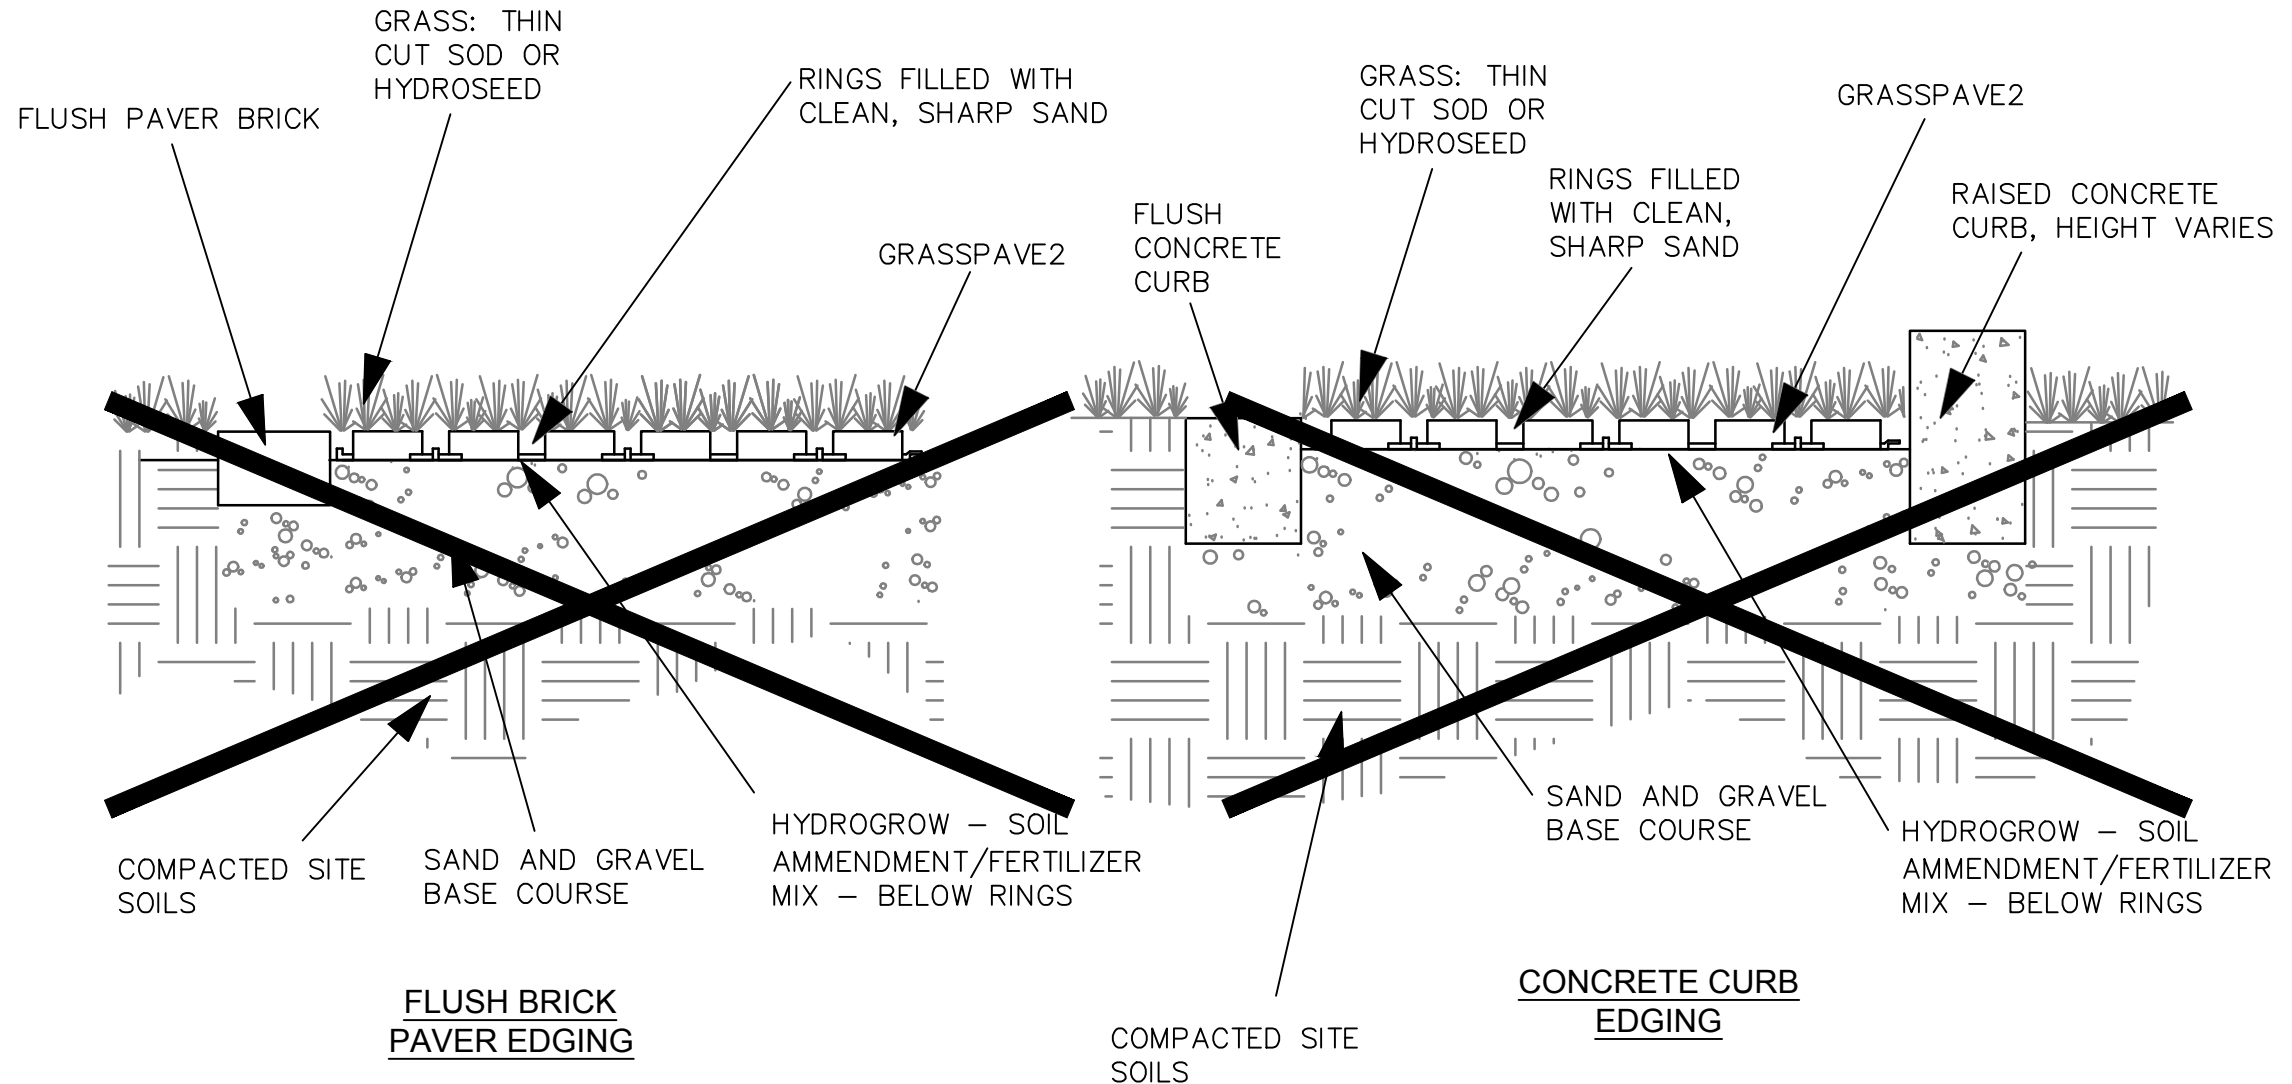 GRASS: THIN
CUT SOD OR
HYDROSEED
FLUSH PAVER BRICK
RINGS FILLED WITH
CLEAN, SHARP SAND
GRASSPAVE2
COMPACTED SITE
SOILS
SAND AND GRAVEL
BASE COURSE
HYDROGROW – SOIL
AMMENDMENT/FERTILIZER
MIX – BELOW RINGS
FLUSH BRICK
PAVER EDGING
GRASS: THIN
CUT SOD OR
HYDROSEED
GRASSPAVE2
RINGS FILLED
WITH CLEAN,
SHARP SAND
RAISED CONCRETE
CURB, HEIGHT VARIES
FLUSH
CONCRETE
CURB
SAND AND GRAVEL
BASE COURSE
HYDROGROW – SOIL
AMMENDMENT/FERTILIZER
MIX – BELOW RINGS
COMPACTED SITE
SOILS
CONCRETE CURB
EDGING